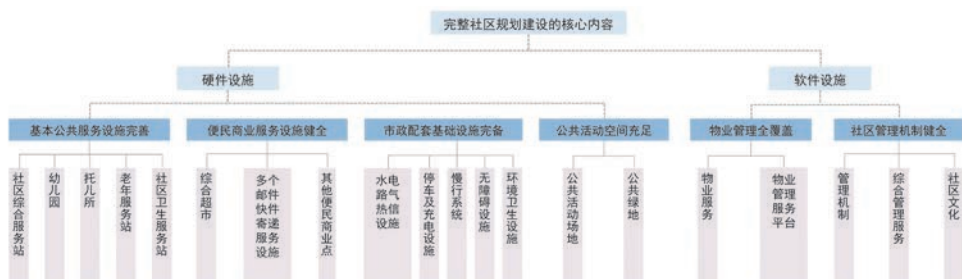 完整社区规划建设的核心内容
硬件设施
软件设施
基本公共服务设施完善
便民商业服务设施健全
市政配套基础设施完备
公共活动空间充足
物业管理全覆盖
社区管理机制健全
社区综合服务站
幼儿园
托儿所
老年服务站
社区卫生服务站
综合超市
多个
邮件
快件
寄递
服务
设施
其他便民商业点
水电
路气
热信
设施
停车及充电设施
慢行系统
无障碍设施
环境卫生设施
公共活动场地
公共绿地
物业服务
物业
管理
服务
平台
管理机制
综合管理服务
社区文化